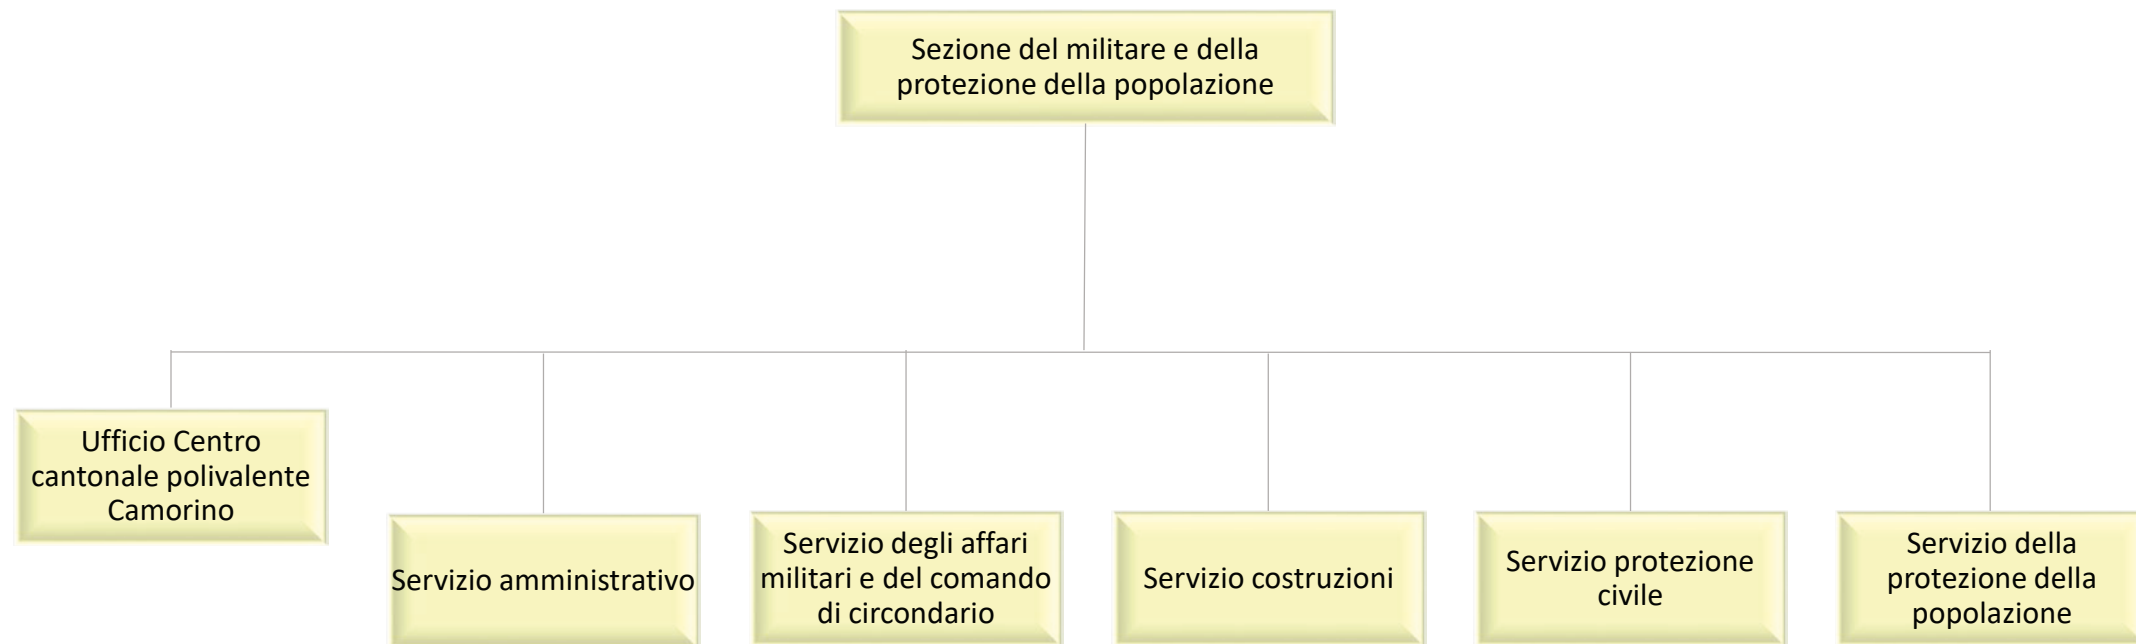 Sezione del militare e della
protezione della popolazione
Ufficio Centro
cantonale polivalente
Camorino
Servizio amministrativo
Servizio degli affari
militari e del comando
di circondario
Servizio costruzioni
Servizio protezione
civile
Servizio della
protezione della
popolazione